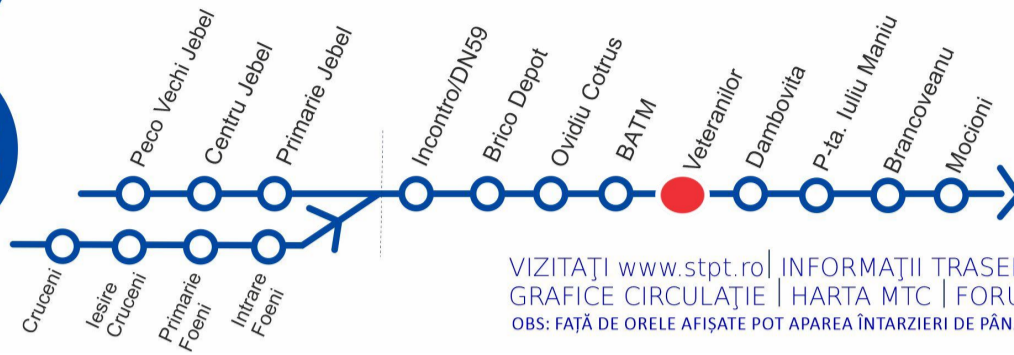 Peco Vechi Jebel
Centru Jebel
Primarie Jebel
Incontro/DN59
Brico Depot
Ovidiu Cotrus
BATM
Veteranilor
Dambovita
P-ta. Iuliu Maniu
Brancoveanu
Mocioni
Cruceni
Iesire
Cruceni
Primarie
Foeni
Intrare
Foeni
VIZITAŢI www.stpt.ro| INFORMAŢII TRASE
GRAFICE CIRCULAŢIE | HARTA MTC | FORU
OBS: FAŢĂ DE ORELE AFIŞATE POT APAREA ÎNTARZIERI DE PÂN